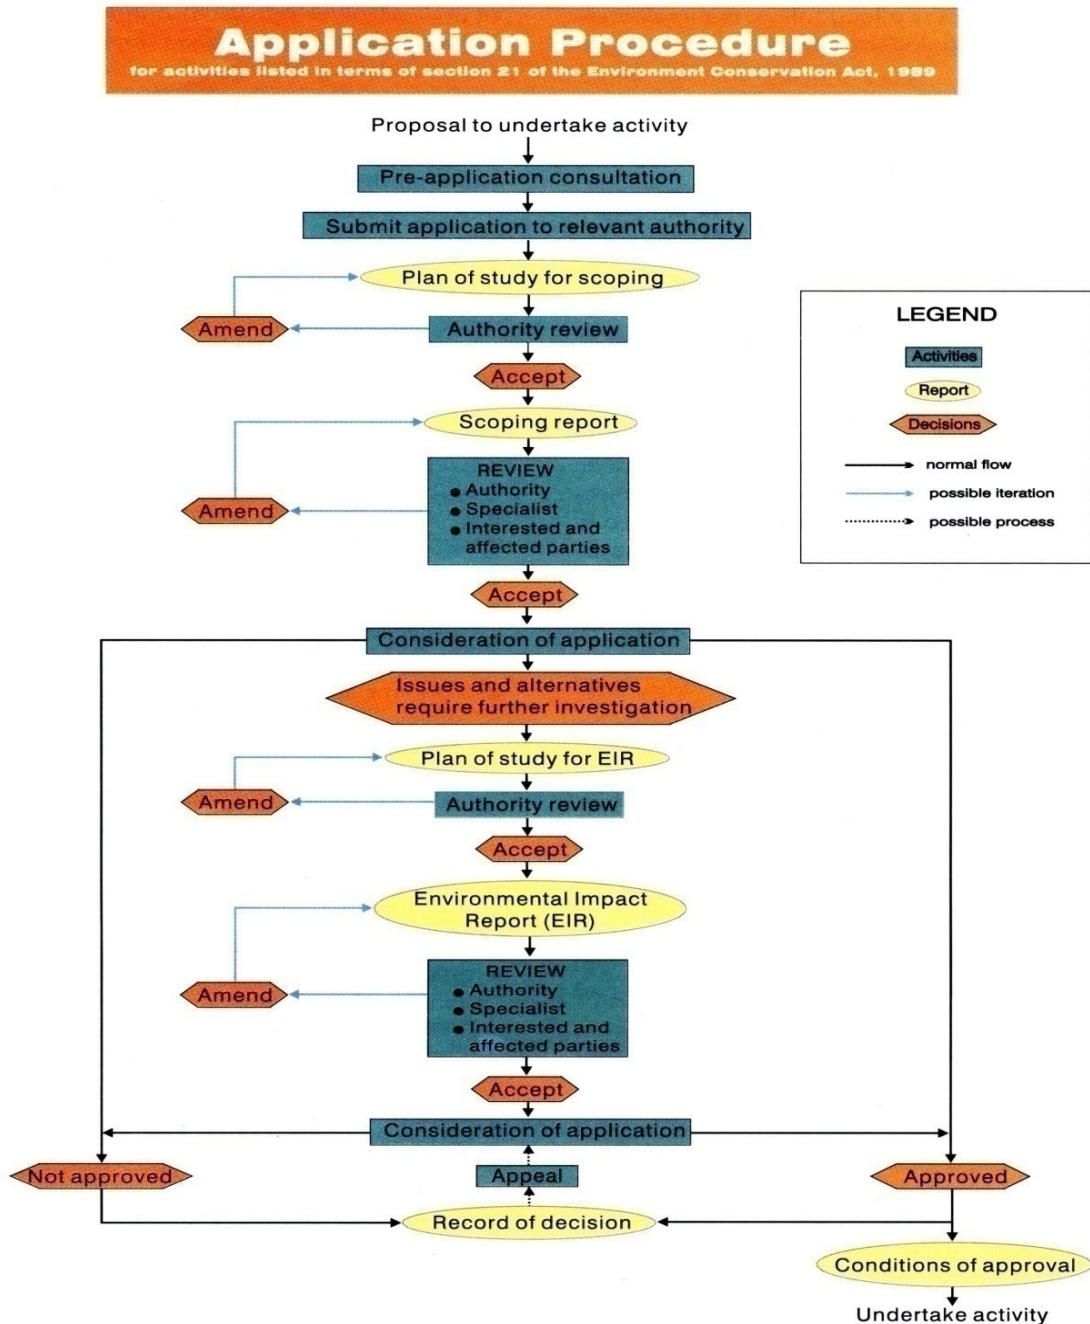 Application Procedure
for activities listed in terms of section 21 of the Environment Conservation Act, 1989
Proposal to undertake activity
Pre-application consultation
Submit application to relevant authority
Plan of study for scoping
Amend
Authority review
Accept
Scoping report
Amend
REVIEW
● Authority
● Specialist
● Interested and
affected parties
Accept
Consideration of application
Issues and alternatives
require further investigation
Plan of study for EIR
Amend
Authority review
Accept
Environmental Impact
Report (EIR)
Amend
REVIEW
● Authority
● Specialist
● Interested and
affected parties
Accept
Consideration of application
Not approved
Appeal
Approved
Record of decision
Conditions of approval
Undertake activity
LEGEND
Activities
Report
Decisions
normal flow
possible iteration
possible process